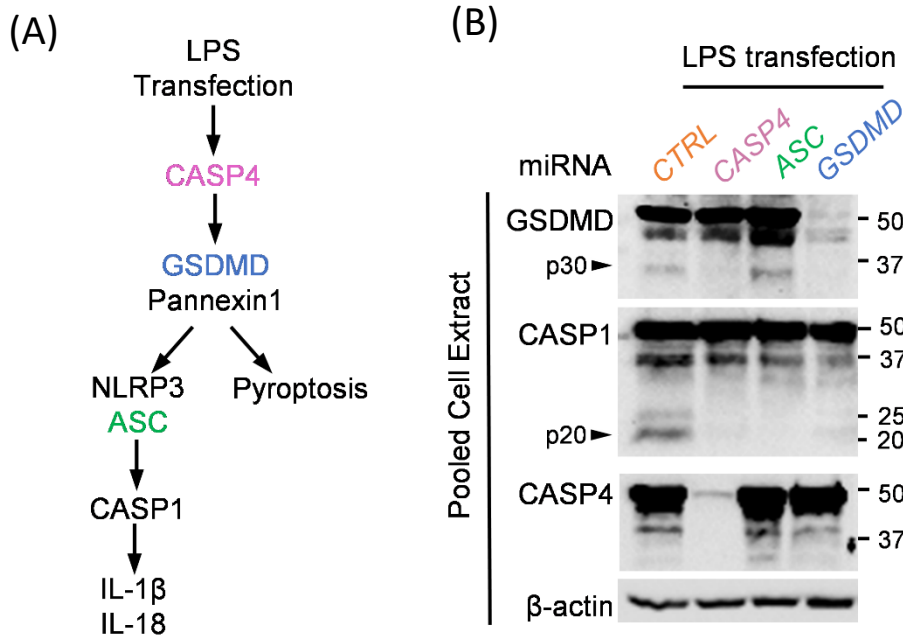 (A)
LPS
Transfection
CASP4
GSDMD
Pannexin1
NLRP3 Pyroptosis
ASC
CASP1
IL-1β
IL-18
(B)
LPS transfection
miRNA CTRL CASP4 ASC GSDMD
Pooled Cell Extract
GSDMD 50
p30 37
CASP1 50
37
25
p20 20
CASP4 50
37
β-actin